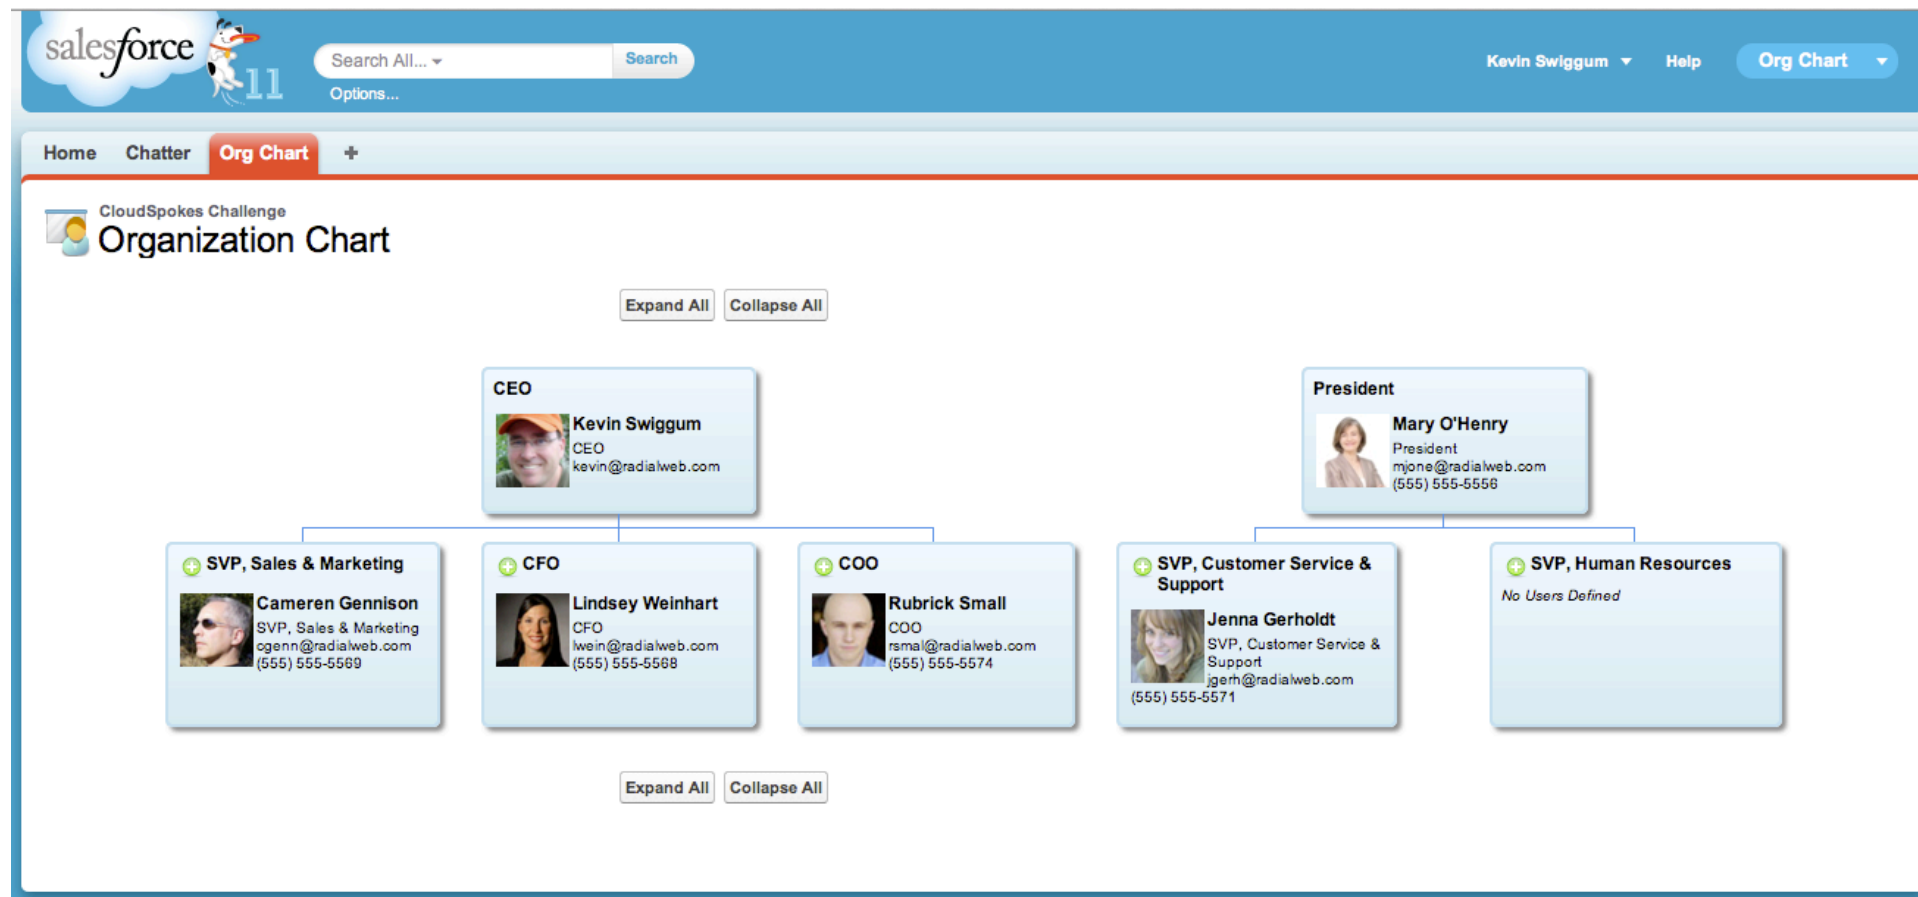 salesforce
11
Search All...
Search
Options...
Kevin Swiggum
Help
Org Chart
Home
Chatter
Org Chart
+
CloudSpokes Challenge
Organization Chart
Expand All
Collapse All
CEO
Kevin Swiggum
CEO
kevin@radialweb.com
President
Mary O'Henry
President
mjone@radialweb.com
(555) 555-5556
SVP, Sales & Marketing
Cameren Gennison
SVP, Sales & Marketing
cgenn@radialweb.com
(555) 555-5569
CFO
Lindsey Weinhart
CFO
lwein@radialweb.com
(555) 555-5568
COO
Rubrick Small
COO
rsmal@radialweb.com
(555) 555-5574
SVP, Customer Service &
Support
Jenna Gerholdt
SVP, Customer Service &
Support
jgerh@radialweb.com
(555) 555-5571
SVP, Human Resources
No Users Defined
Expand All
Collapse All